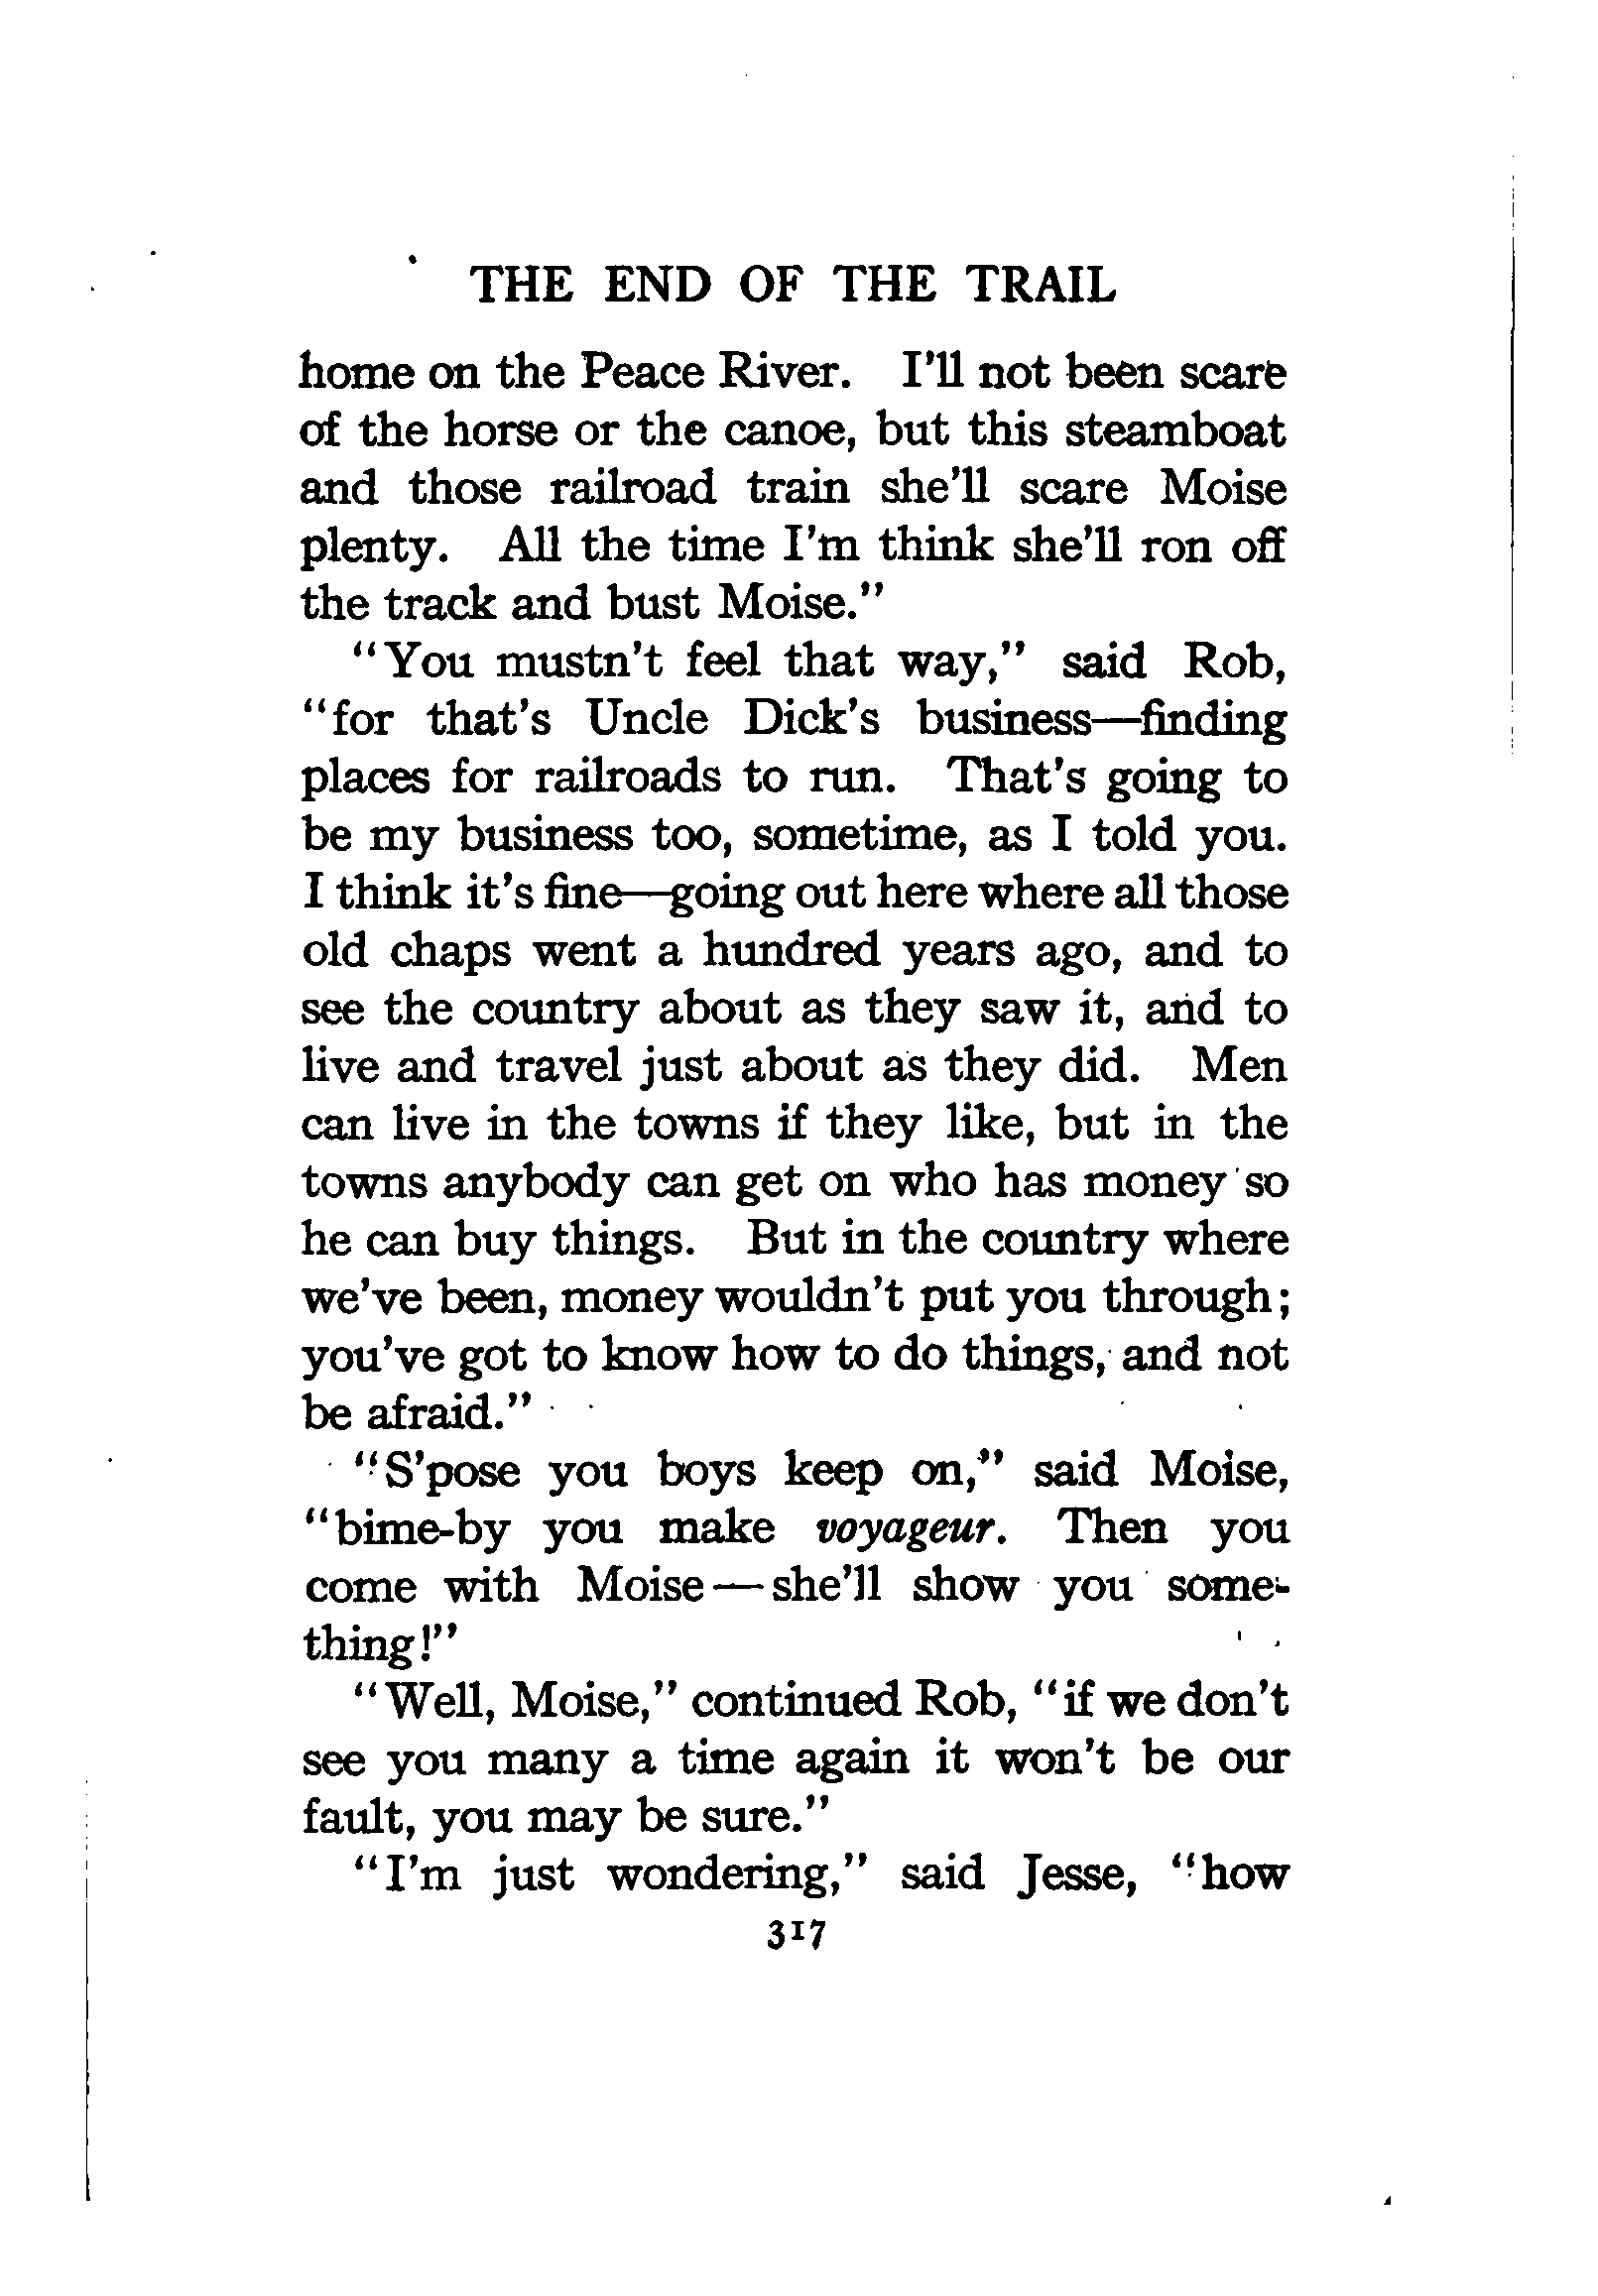 THE END OF THE TRAIL
home on the Peace River. I'll not been scare
of the horse or the canoe, but this steamboat
and those railroad train she'll scare Moise
plenty. All the time I'm think she'll ron off
the track and bust Moise."
"You mustn't feel that way," said Rob,
"for that's Uncle Dick's business—finding
places for railroads to run. That's going to
be my business too, sometime, as I told you.
I think it's fine—going out here where all those
old chaps went a hundred years ago, and to
see the country about as they saw it, and to
live and travel just about as they did. Men
can live in the towns if they like, but in the
towns anybody can get on who has money so
he can buy things. But in the country where
we've been, money wouldn't put you through;
you've got to know how to do things, and not
be afraid."
"S'pose you boys keep on," said Moise,
"bime-by you make voyageur. Then you
come with Moise—she'll show you some-
thing!"
"Well, Moise," continued Rob, "if we don't
see you many a time again it won't be our
fault, you may be sure."
"I'm just wondering," said Jesse, "how
317